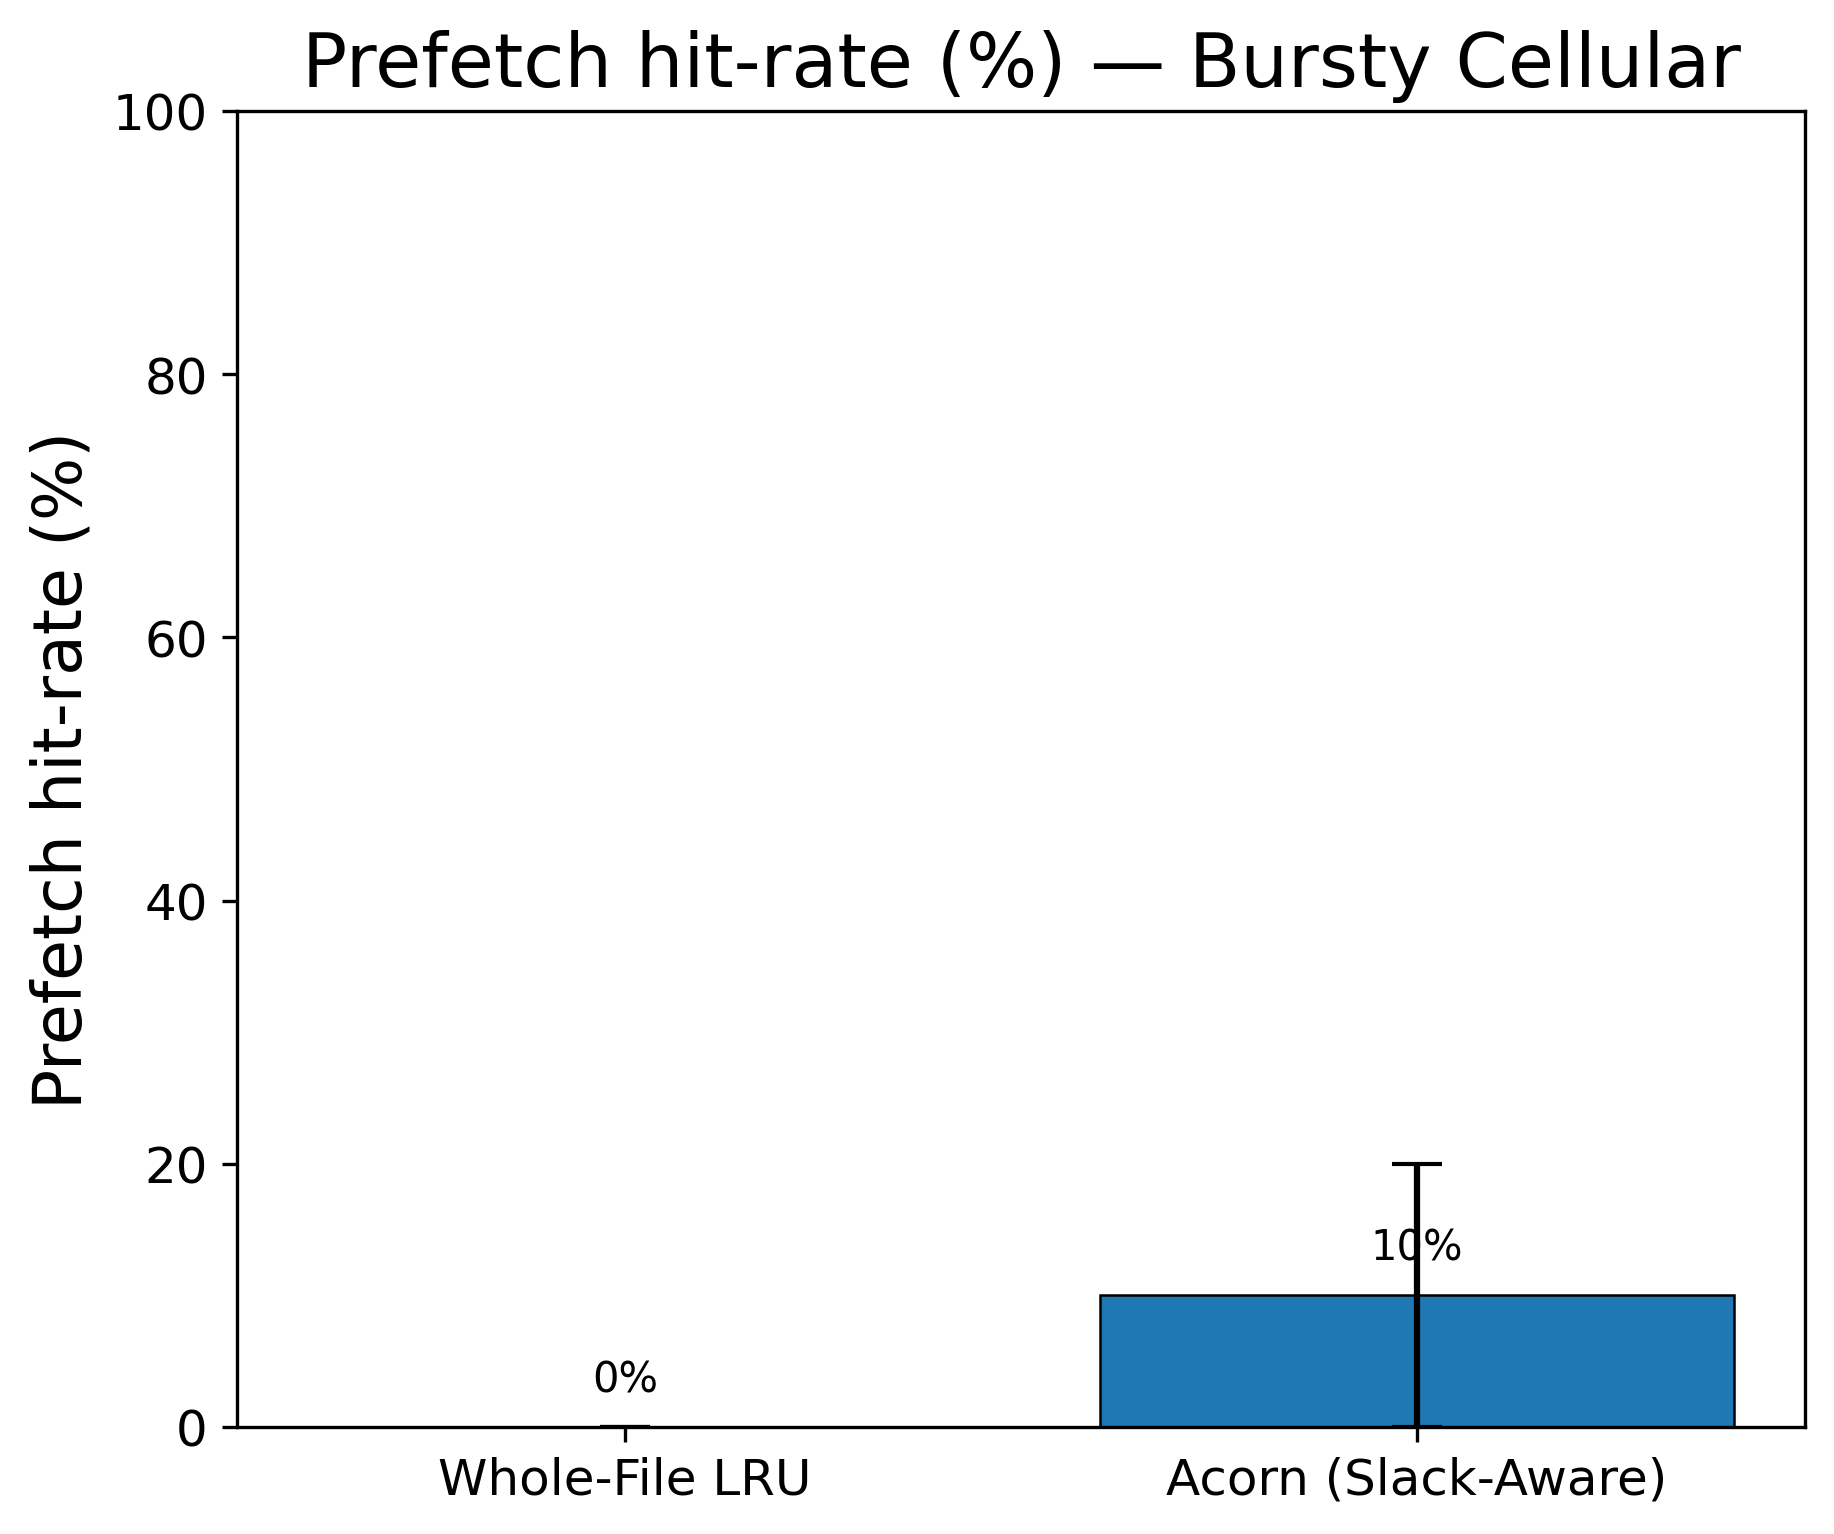 Prefetch hit-rate (%) — Bursty Cellular
Prefetch hit-rate (%)
100
80
60
40
20
0
0%
10%
Whole-File LRU
Acorn (Slack-Aware)